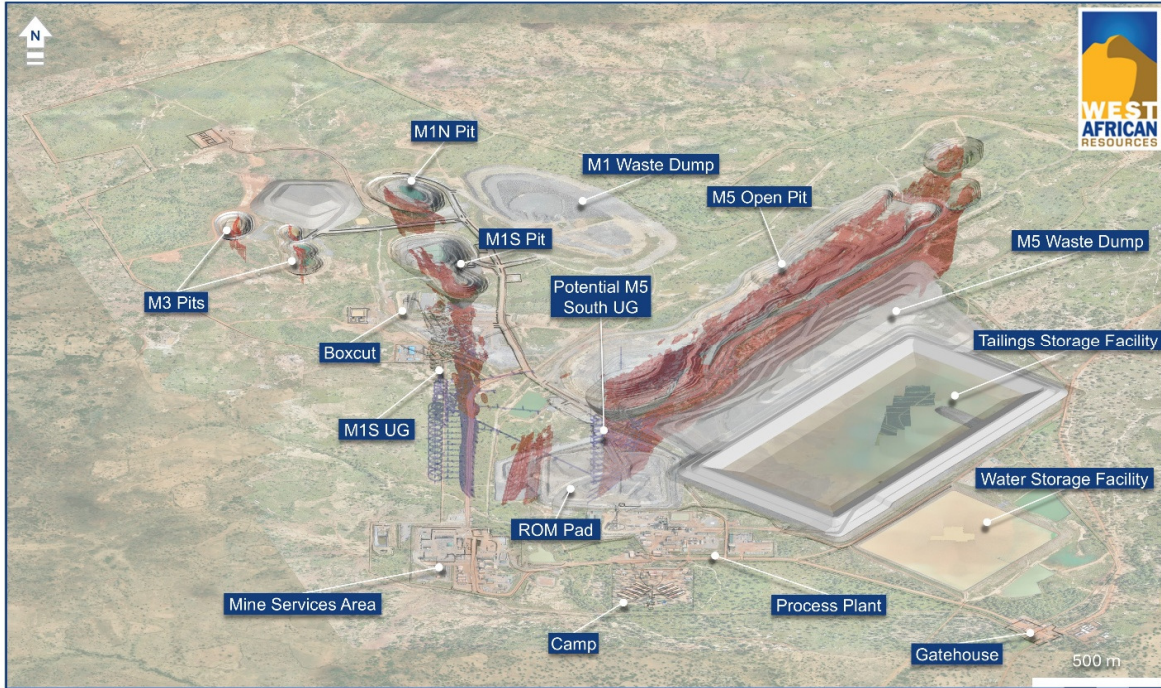 N
WEST
AFRICAN
RESOURCES
M1N Pit
M1 Waste Dump
M5 Open Pit
M1S Pit
M5 Waste Dump
Potential M5
South UG
M3 Pits
Boxcut
Tailings Storage Facility
M1S UG
Water Storage Facility
ROM Pad
Mine Services Area
Process Plant
Camp
Gatehouse
500 m